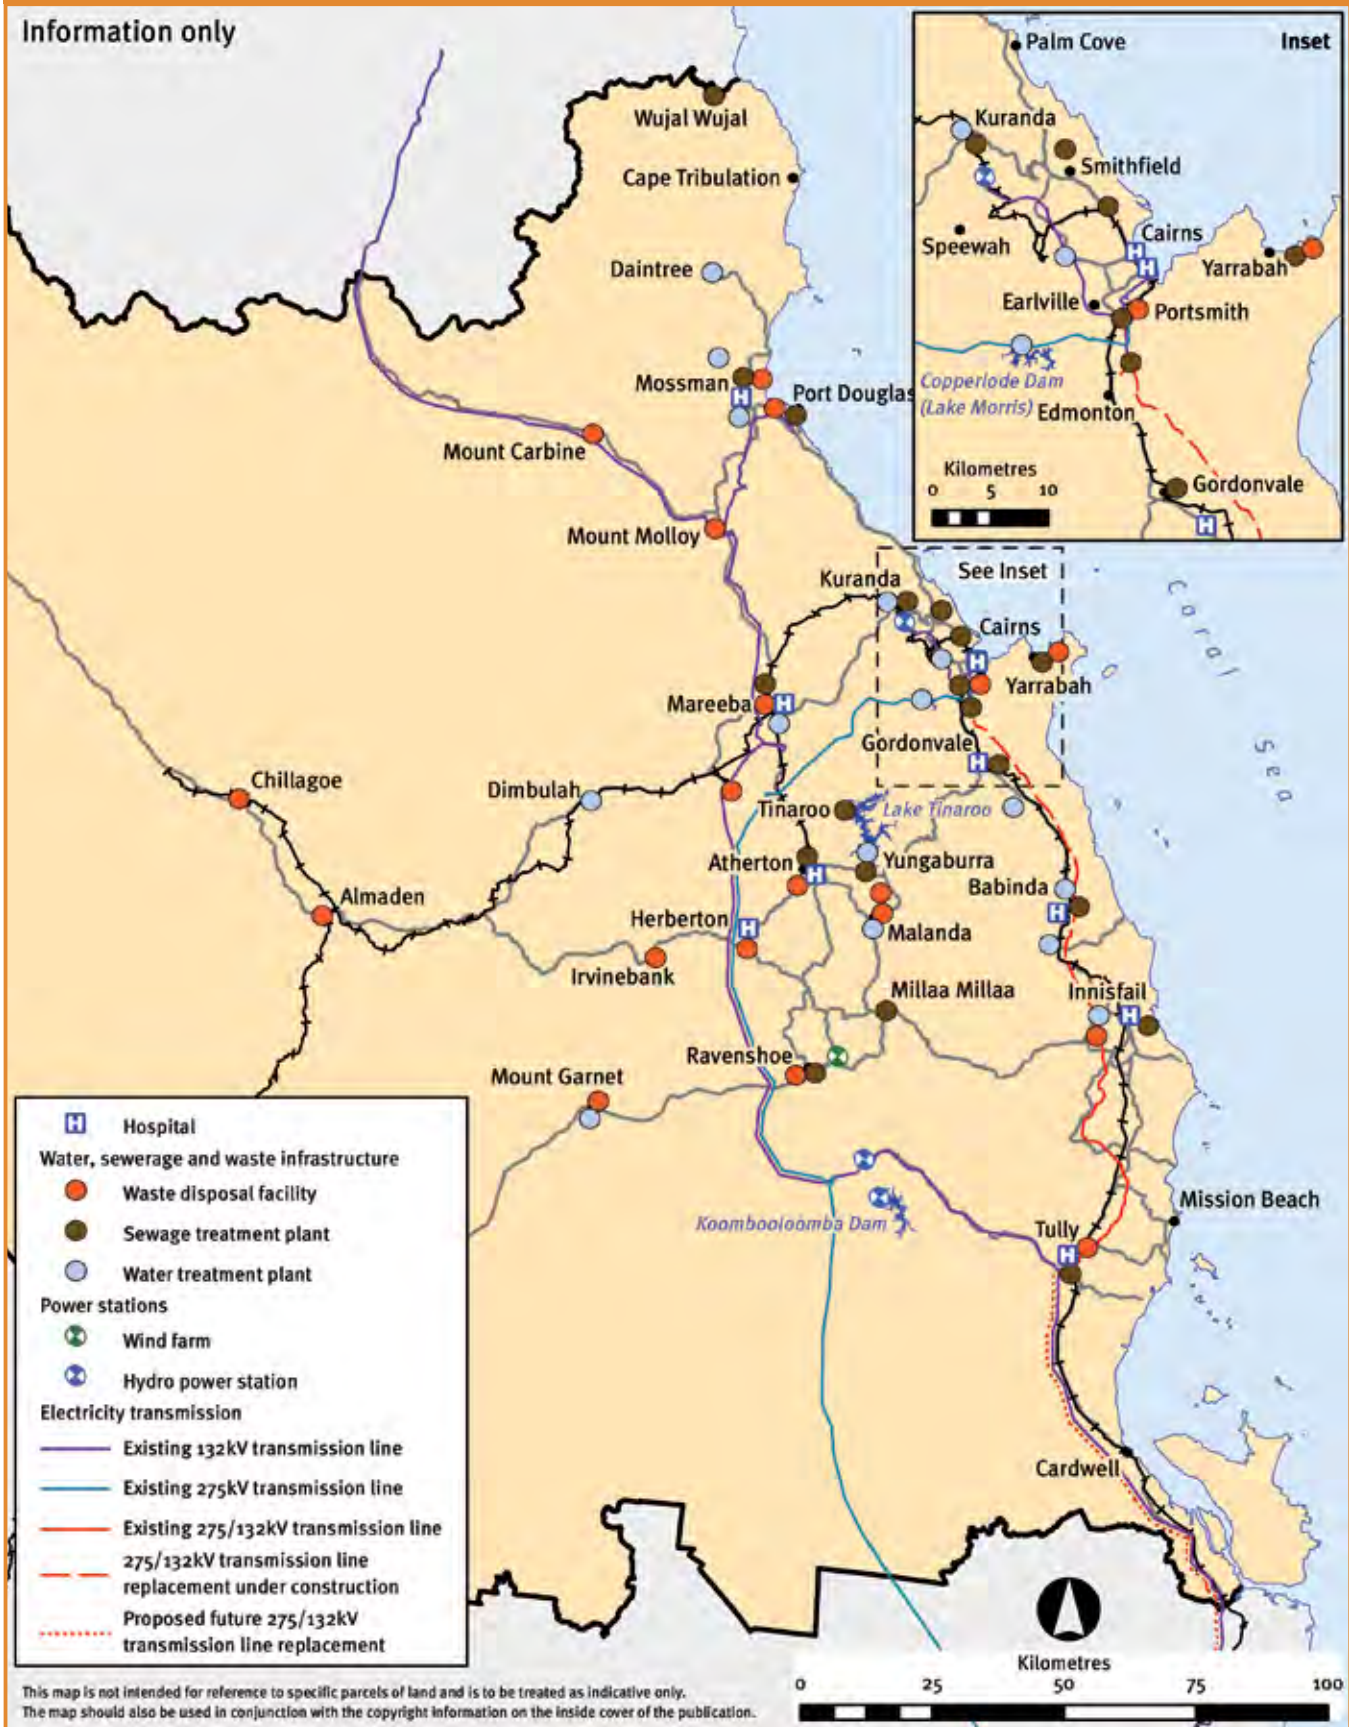 Information only
Inset
Palm Cove
Kuranda
Smithfield
Speewah
Cairns
Yarrabah
Earlville
Portsmith
Copperlode Dam
(Lake Morris)
Edmonton
Kilometres
0 5 10
Gordonvale
Wujal Wujal
Cape Tribulation
Daintree
Mossman
Port Douglas
Mount Carbine
Mount Molloy
See Inset
Kuranda
Cairns
Yarrabah
Coral Sea
Mareeba
Gordonvale
Chillagoe
Dimbulah
Tinaroo
Lake Tinaroo
Atherton
Yungaburra
Babinda
Almaden
Herberton
Malanda
Irvinebank
Millaa Millaa
Innisfail
Ravenshoe
Mount Garnet
Koombooloomba Dam
Mission Beach
Tully
Cardwell
H Hospital
Water, sewerage and waste infrastructure
Waste disposal facility
Sewage treatment plant
Water treatment plant
Power stations
Wind farm
Hydro power station
Electricity transmission
Existing 132kV transmission line
Existing 275kV transmission line
Existing 275/132kV transmission line
275/132kV transmission line
replacement under construction
Proposed future 275/132kV
transmission line replacement
Kilometres
0 25 50 75 100
This map is not intended for reference to specific parcels of land and is to be treated as indicative only.
The map should also be used in conjunction with the copyright information on the inside cover of the publication.